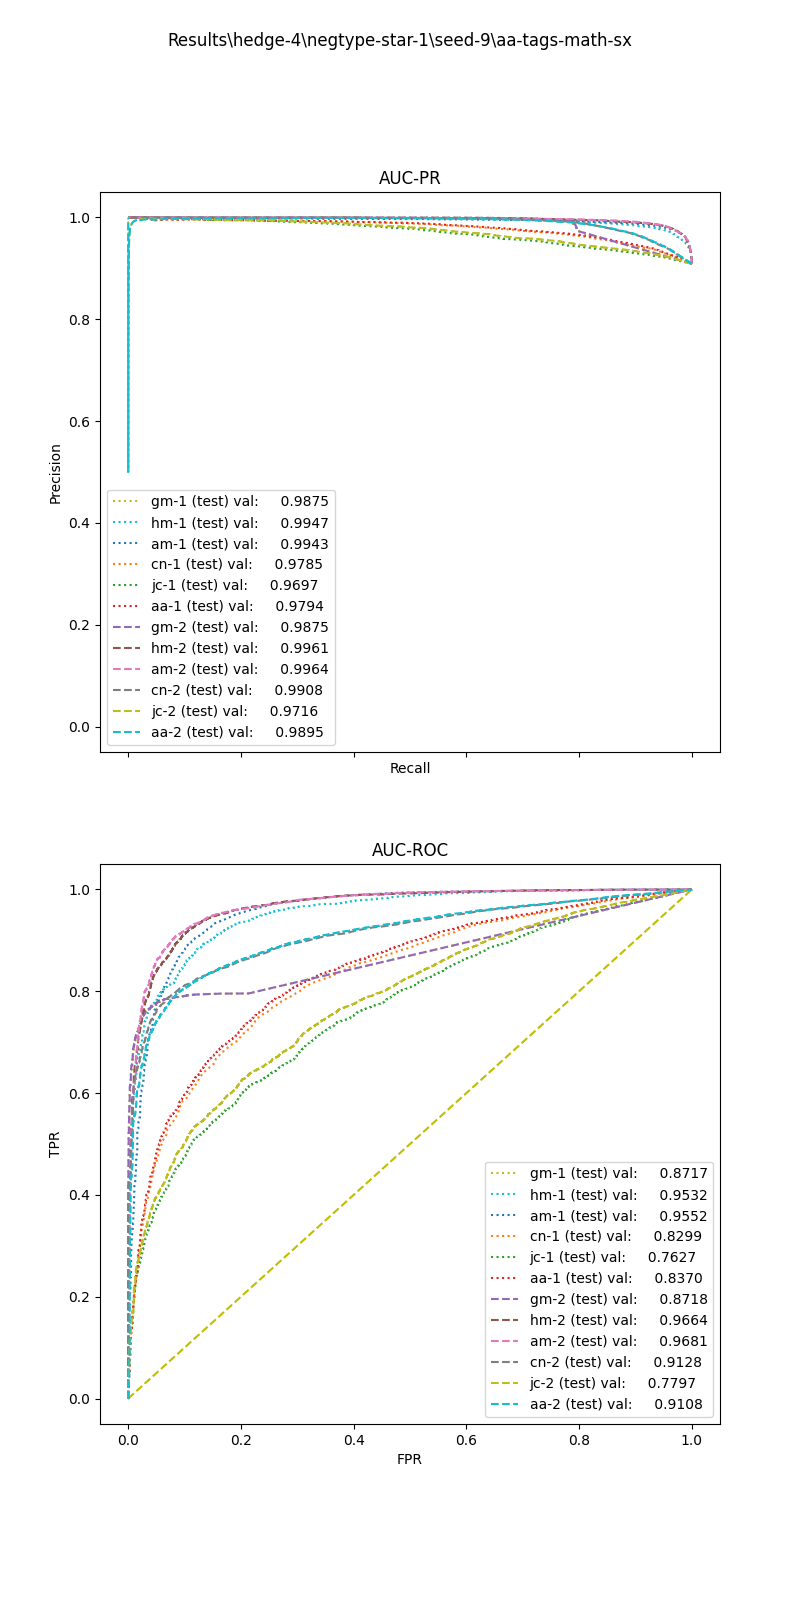 Results\hedge-4\negtype-star-1\seed-9\aa-tags-math-sx
AUC-PR
1.0
0.8
0.6
0.4
0.2
0.0
Precision
gm-1 (test) val: 0.9875
hm-1 (test) val: 0.9947
am-1 (test) val: 0.9943
cn-1 (test) val: 0.9785
jc-1 (test) val: 0.9697
aa-1 (test) val: 0.9794
gm-2 (test) val: 0.9875
hm-2 (test) val: 0.9961
am-2 (test) val: 0.9964
cn-2 (test) val: 0.9908
jc-2 (test) val: 0.9716
aa-2 (test) val: 0.9895
Recall
AUC-ROC
1.0
0.8
0.6
0.4
0.2
0.0
TPR
gm-1 (test) val: 0.8717
hm-1 (test) val: 0.9532
am-1 (test) val: 0.9552
cn-1 (test) val: 0.8299
jc-1 (test) val: 0.7627
aa-1 (test) val: 0.8370
gm-2 (test) val: 0.8718
hm-2 (test) val: 0.9664
am-2 (test) val: 0.9681
cn-2 (test) val: 0.9128
jc-2 (test) val: 0.7797
aa-2 (test) val: 0.9108
0.0 0.2 0.4 0.6 0.8 1.0
FPR